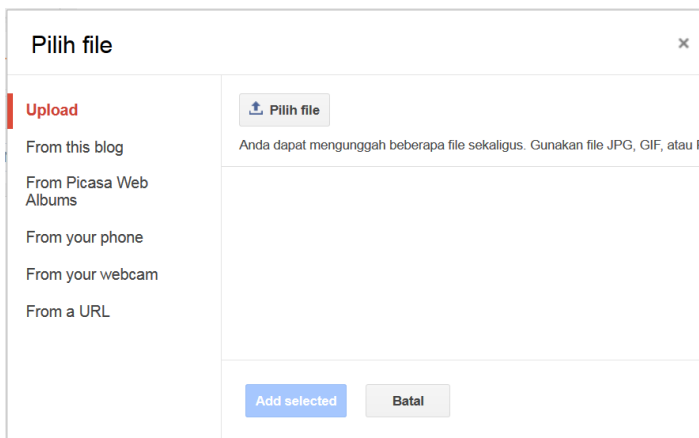 Pilih file
×
Upload
From this blog
From Picasa Web
Albums
From your phone
From your webcam
From a URL
Pilih file
Anda dapat mengunggah beberapa file sekaligus. Gunakan file JPG, GIF, atau
Add selected
Batal